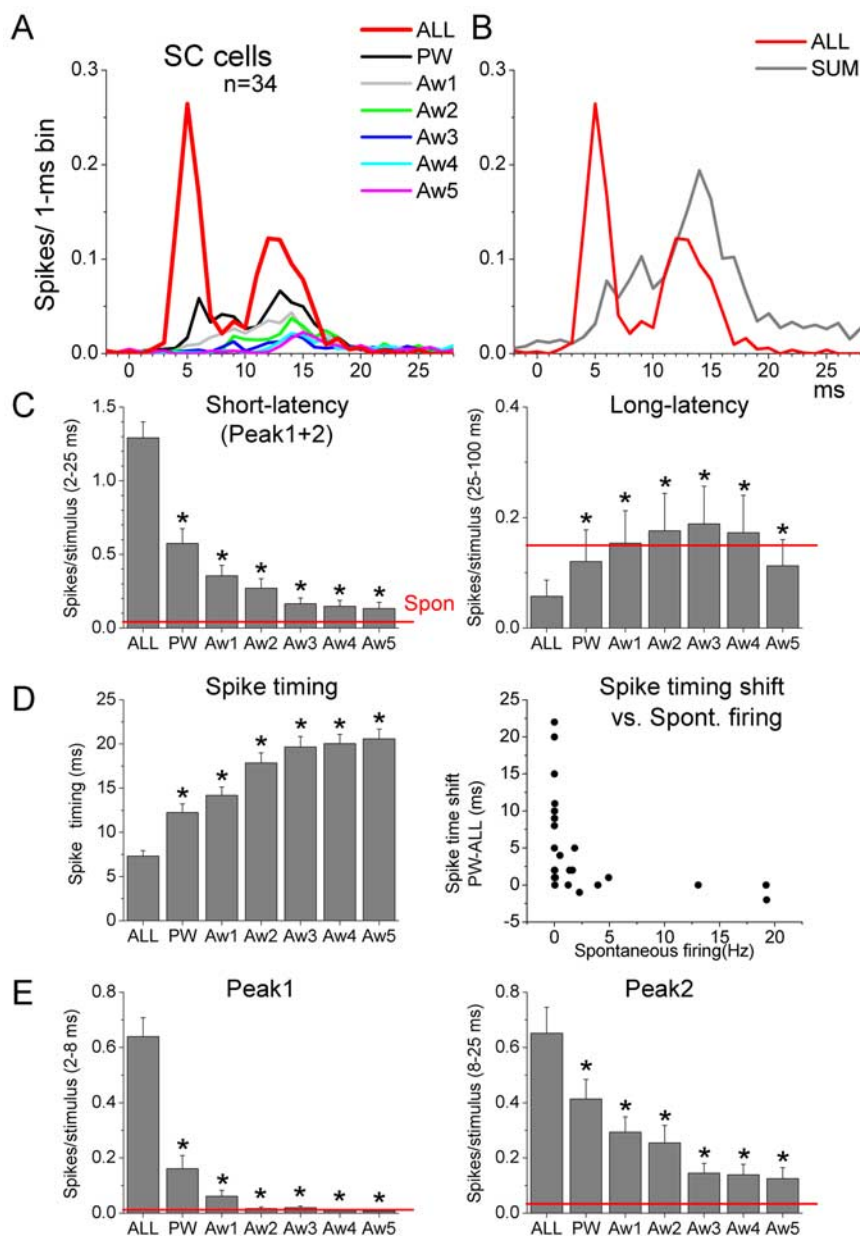 A
SC cells
n=34
ALL
PW
Aw1
Aw2
Aw3
Aw4
Aw5
Spikes/ 1-ms bin
0.3
0.2
0.1
0.0
0 5 10 15 20 25
B
ALL
SUM
0.3
0.2
0.1
0.0
0 5 10 15 20 25
ms
C
Short-latency
(Peak1+2)
Spikes/stimulus (2-25 ms)
1.5
1.0
0.5
0.0
* * * * * *
Spon
ALL PW Aw1 Aw2 Aw3 Aw4 Aw5
Long-latency
Spikes/stimulus (25-100 ms)
0.4
0.2
0.0
* * * * * *
ALL PW Aw1 Aw2 Aw3 Aw4 Aw5
D
Spike timing
Spike timing (ms)
25
20
15
10
5
0
* * * * * *
ALL PW Aw1 Aw2 Aw3 Aw4 Aw5
Spike timing shift
vs. Spont. firing
Spike time shift
PW-ALL (ms)
25
20
15
10
5
0
-5
0 5 10 15 20
Spontaneous firing(Hz)
E
Peak1
Spikes/stimulus (2-8 ms)
0.8
0.6
0.4
0.2
0.0
* * * * * *
ALL PW Aw1 Aw2 Aw3 Aw4 Aw5
Peak2
Spikes/stimulus (8-25 ms)
0.8
0.6
0.4
0.2
0.0
* * * * * *
ALL PW Aw1 Aw2 Aw3 Aw4 Aw5